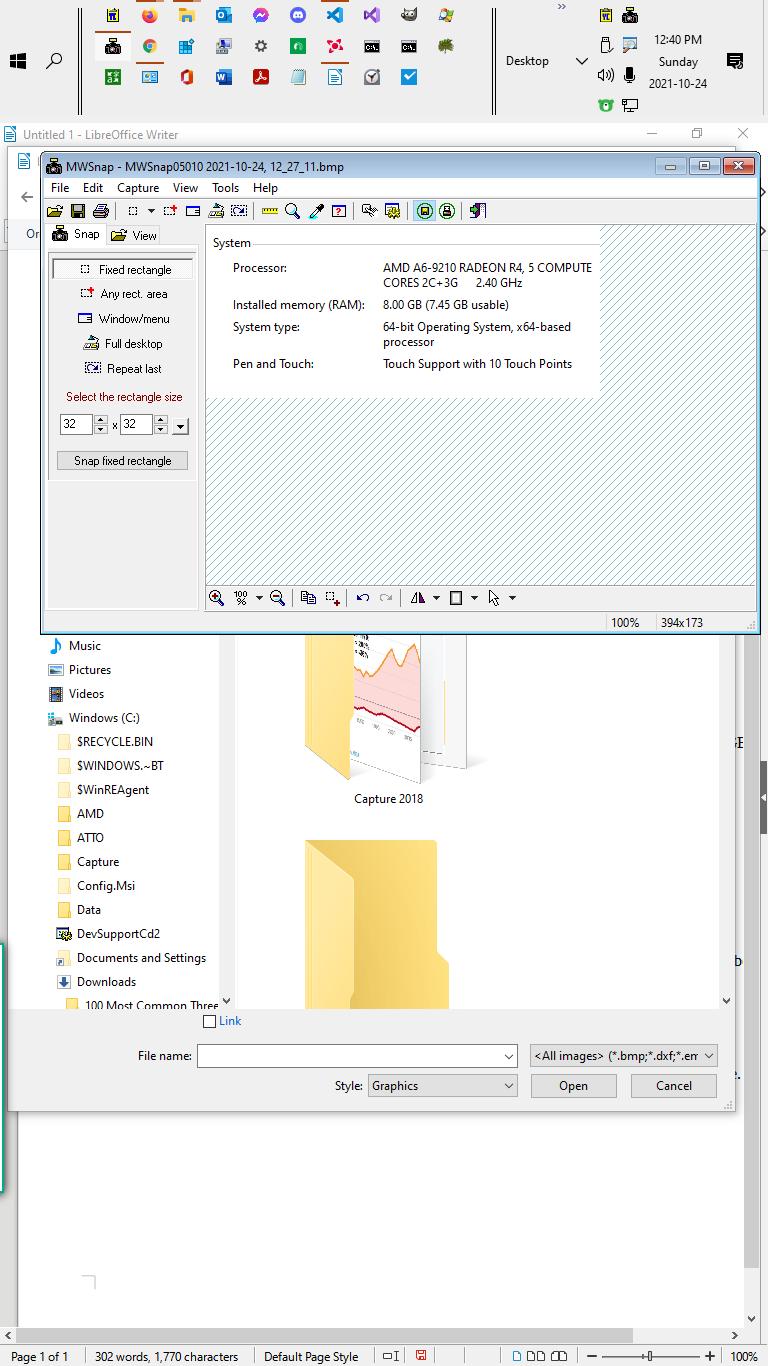 12:40 PM
Desktop
Sunday
2021-10-24
Untitled 1 - LibreOffice Writer
MWSnap - MWSnap05010 2021-10-24, 12_27_11.bmp
File Edit Capture View Tools Help
Or
Snap View
Fixed rectangle
Any rect. area
Window/menu
Full desktop
Repeat last
Select the rectangle size
32 x 32
Snap fixed rectangle
System
Processor: AMD A6-9210 RADEON R4, 5 COMPUTE
CORES 2C+3G 2.40 GHz
Installed memory (RAM): 8.00 GB (7.45 GB usable)
System type: 64-bit Operating System, x64-based
processor
Pen and Touch: Touch Support with 10 Touch Points
100 %
100% 394x173
Music
Pictures
Videos
Windows (C:)
$RECYCLE.BIN
$WINDOWS.~BT
$WinREAgent
AMD
ATTO
Capture
Config.Msi
Data
DevSupportCd2
Documents and Settings
Downloads
100 Most Common Three
Capture 2018
Link
File name: <All images> (*.bmp;*.dxf;*.em
Style: Graphics Open Cancel
Page 1 of 1 302 words, 1,770 characters Default Page Style 100%